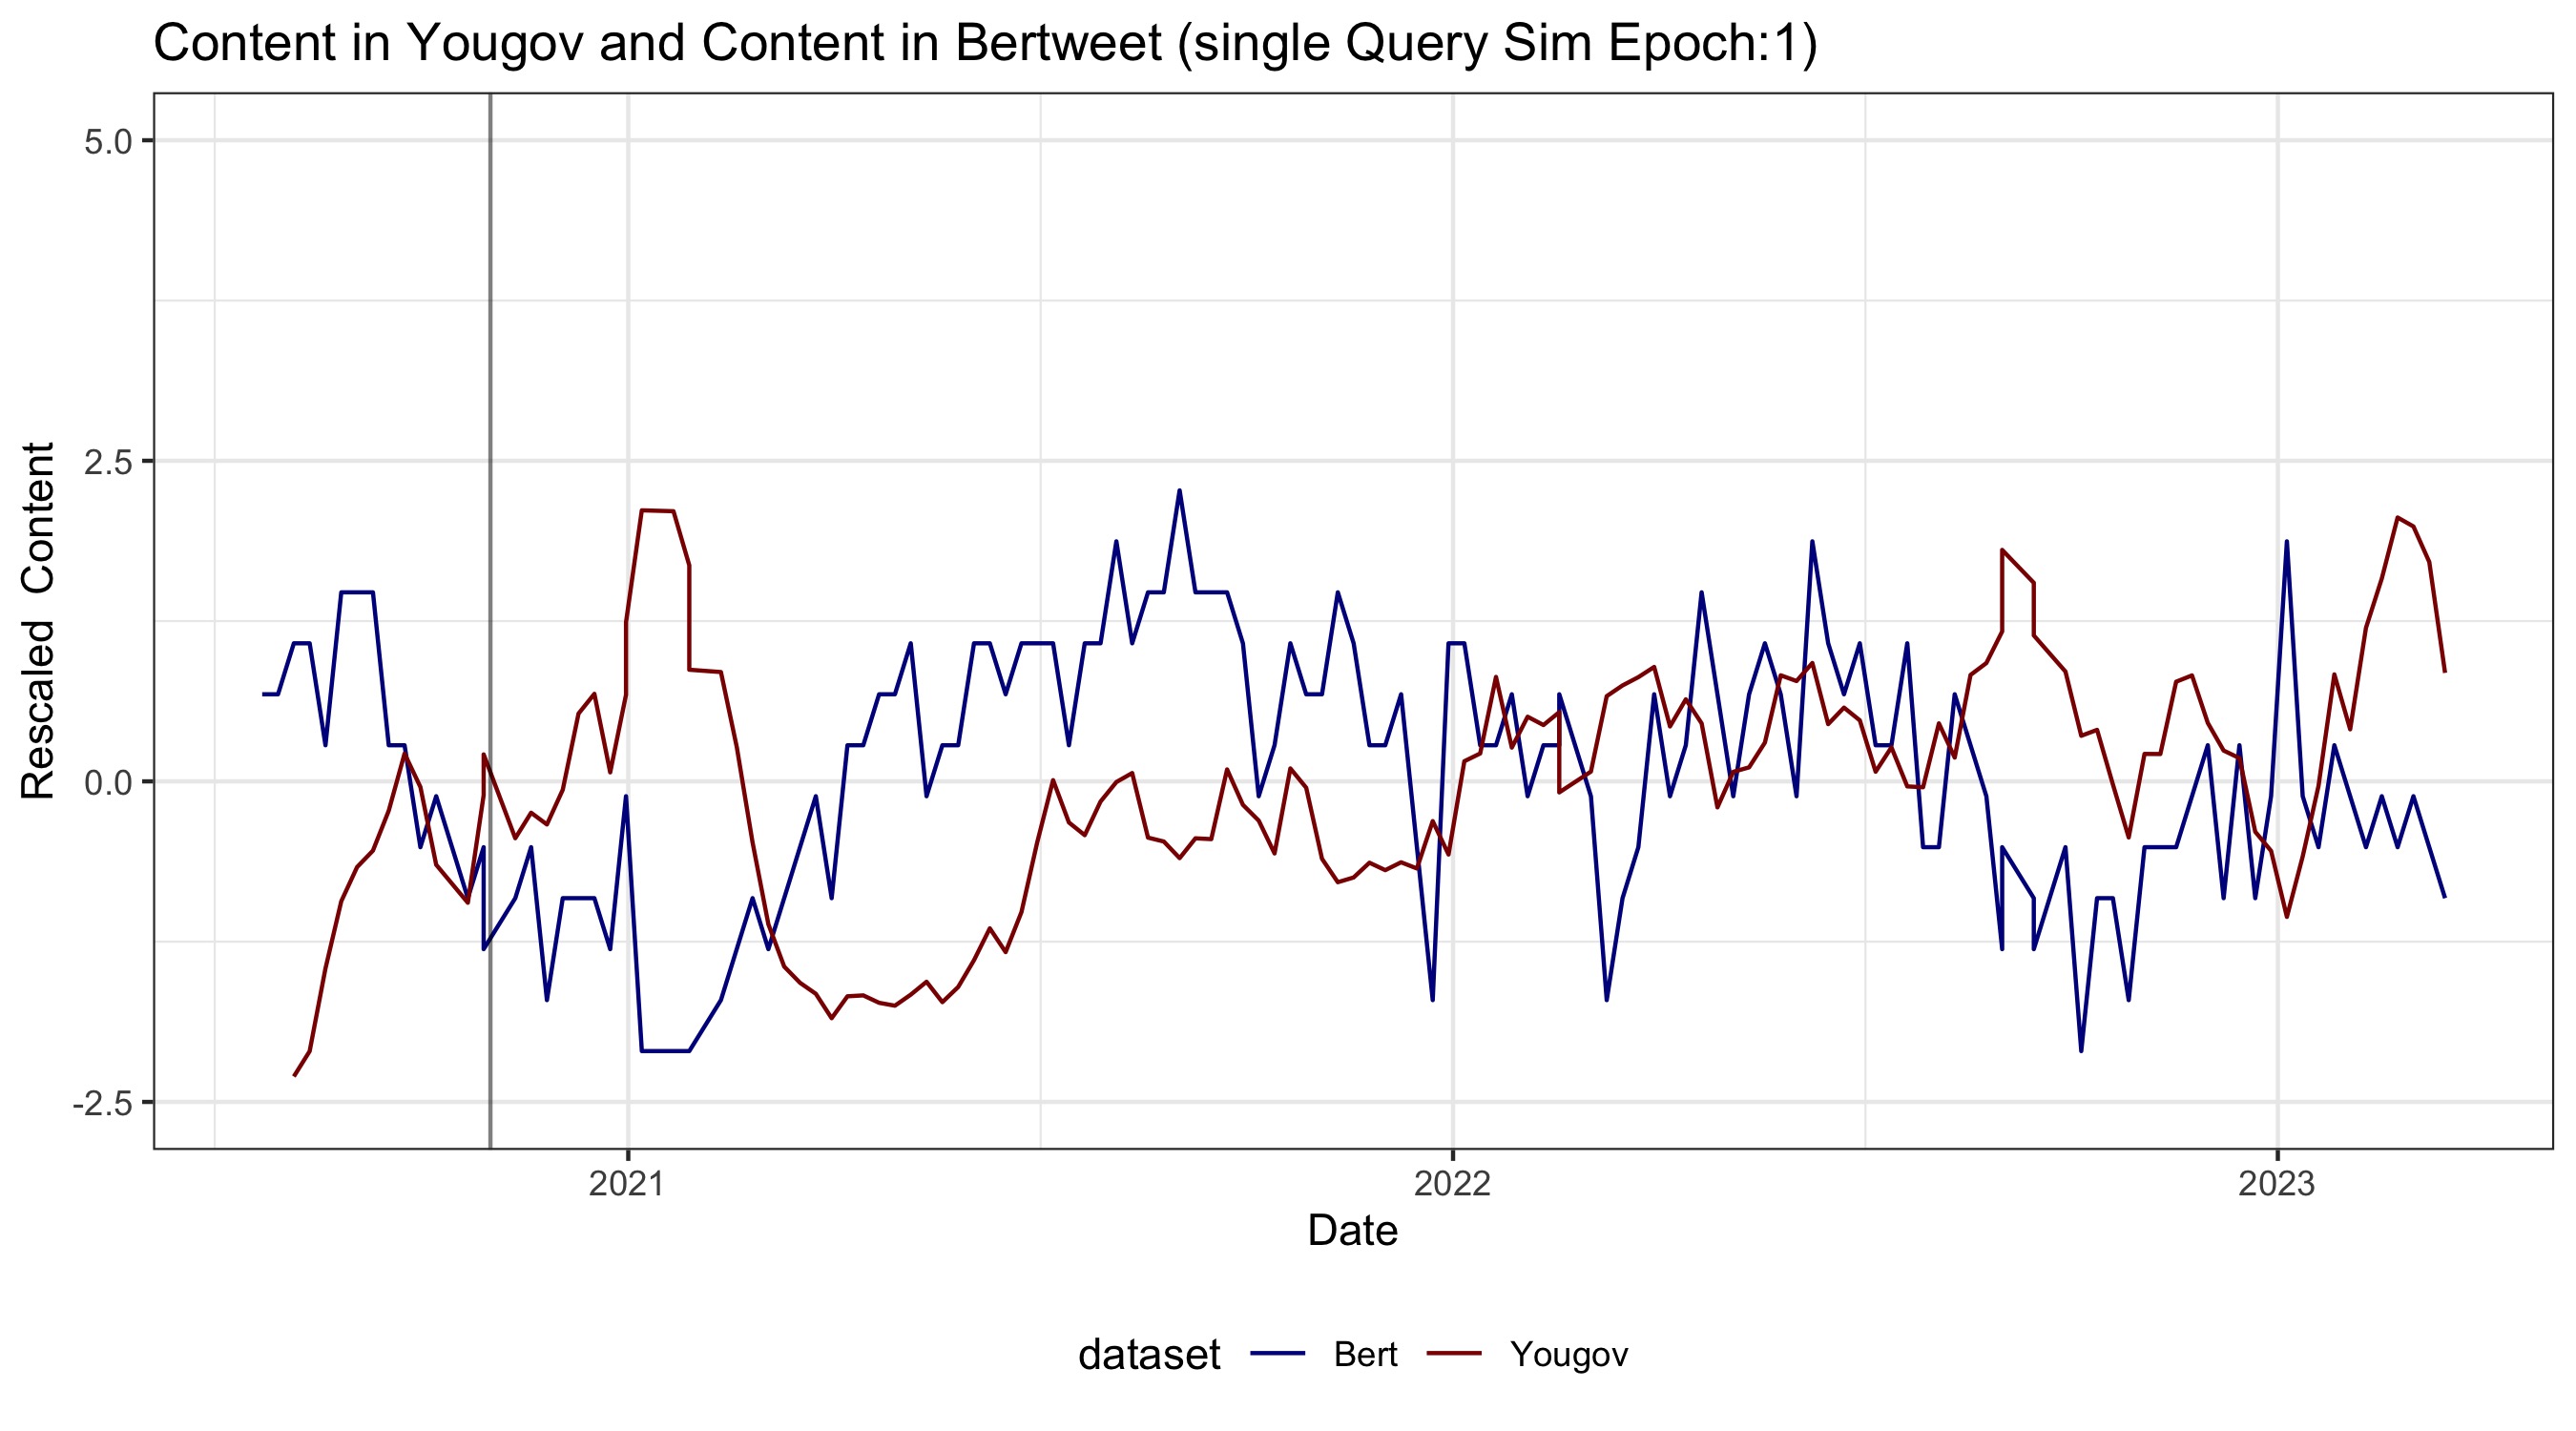 Content in Yougov and Content in Bertweet (single Query Sim Epoch:1)
5.0
2.5
0.0
-2.5
Rescaled Content
2021 2022 2023
Date
dataset Bert Yougov